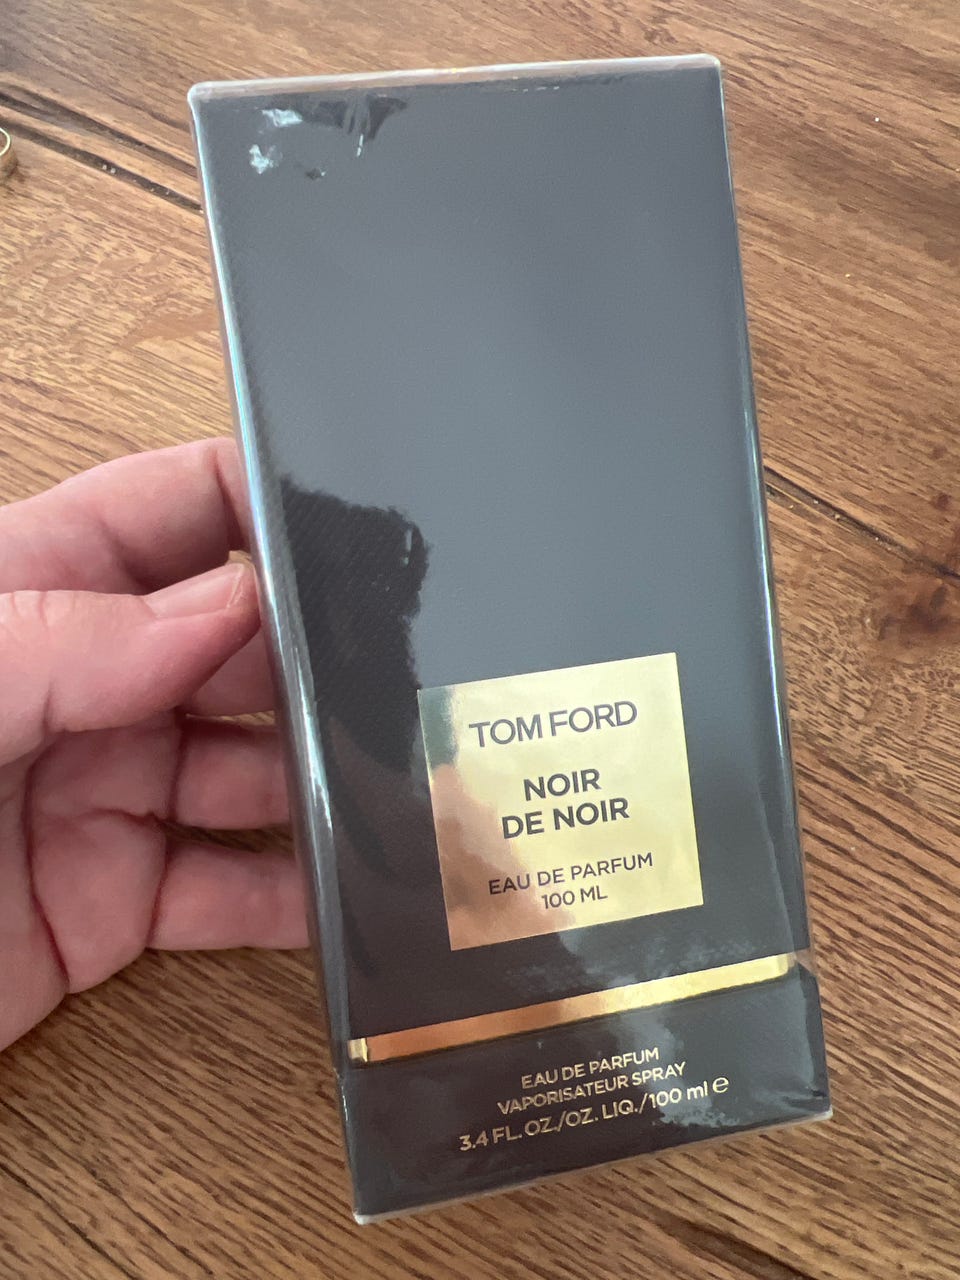 TOM FORD
NOIR
DE NOIR
EAU DE PARFUM
100 ML
EAU DE PARFUM
VAPORISATEUR SPRAY
3.4 FL. OZ./OZ. LIQ./100 ml ℮